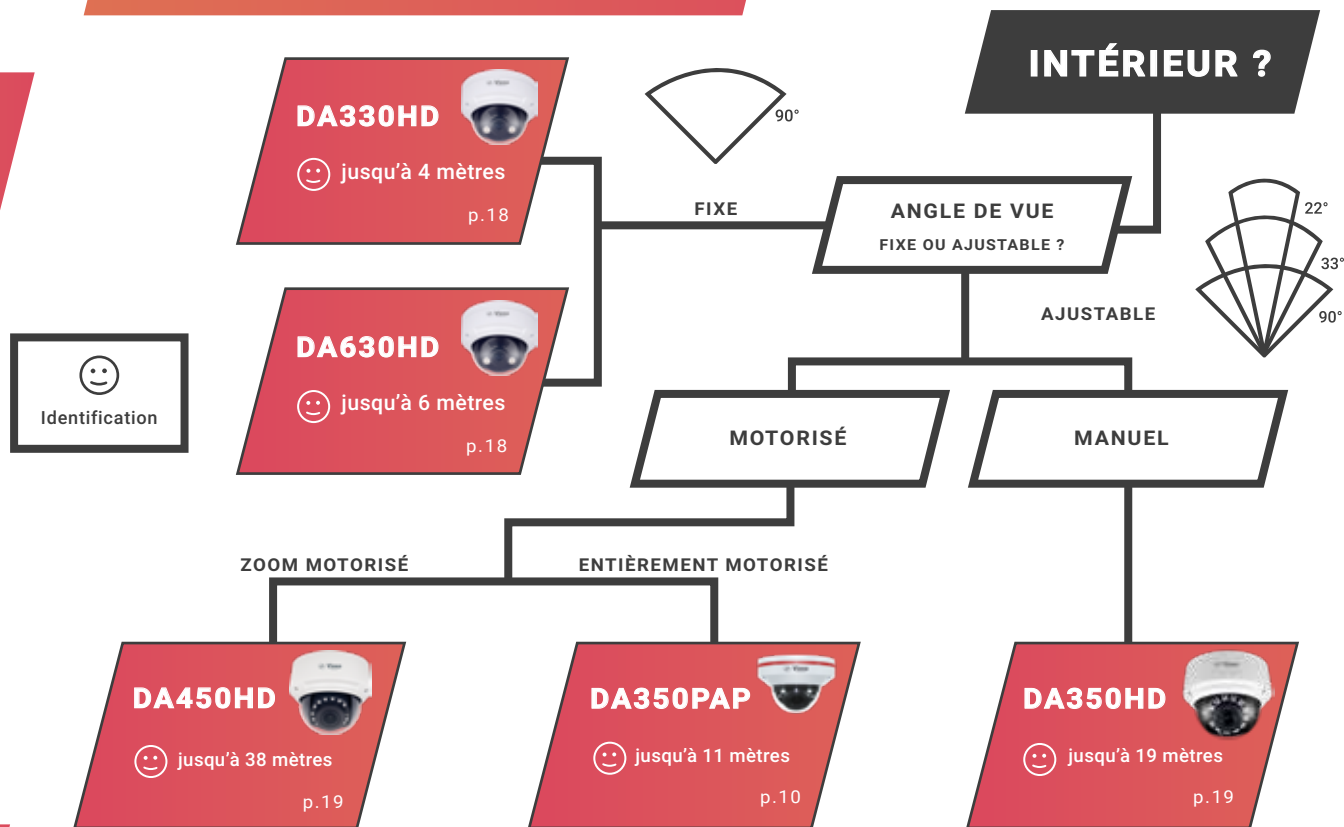 INTÉRIEUR ?
DA330HD
jusqu’à 4 mètres
p.18
90°
FIXE
ANGLE DE VUE
FIXE OU AJUSTABLE ?
22°
33°
90°
AJUSTABLE
DA630HD
jusqu’à 6 mètres
p.18
Identification
MOTORISÉ
MANUEL
ZOOM MOTORISÉ
ENTIÈREMENT MOTORISÉ
DA450HD
jusqu’à 38 mètres
p.19
DA350PAP
jusqu’à 11 mètres
p.10
DA350HD
jusqu’à 19 mètres
p.19